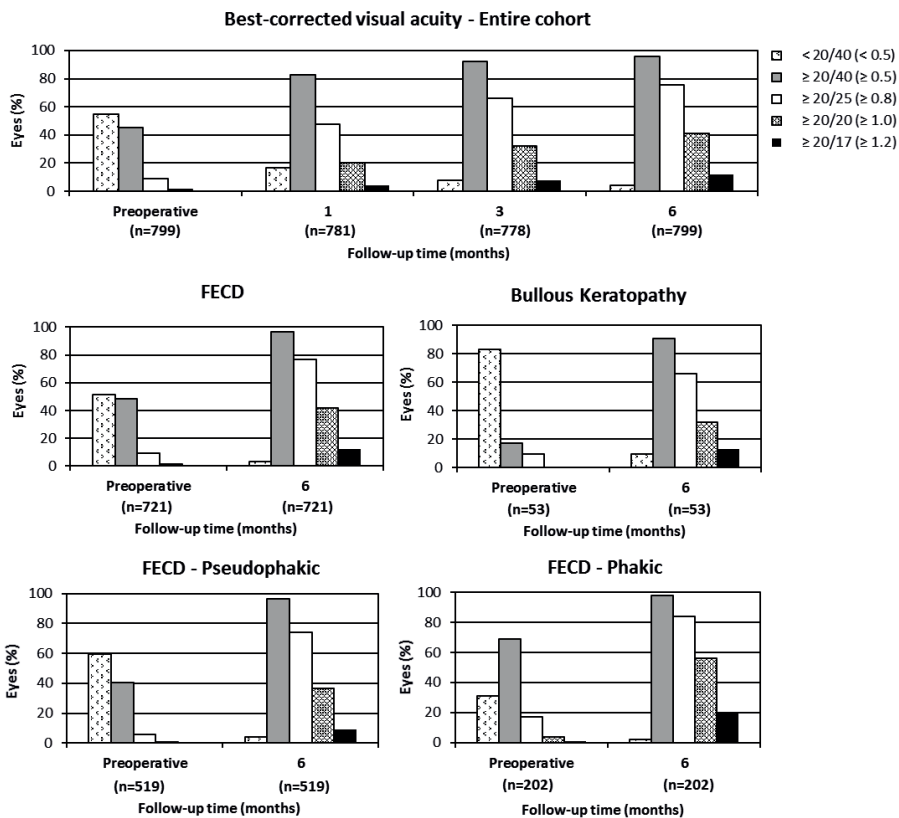 Best-corrected visual acuity - Entire cohort
Eyes (%)
100
80
60
40
20
0
Preoperative 1 3 6
(n=799) (n=781) (n=778) (n=799)
Follow-up time (months)
< 20/40 (< 0.5)
≥ 20/40 (≥ 0.5)
≥ 20/25 (≥ 0.8)
≥ 20/20 (≥ 1.0)
≥ 20/17 (≥ 1.2)
FECD
Eyes (%)
100
80
60
40
20
0
Preoperative 6
(n=721) (n=721)
Follow-up time (months)
Bullous Keratopathy
Eyes (%)
100
80
60
40
20
0
Preoperative 6
(n=53) (n=53)
Follow-up time (months)
FECD - Pseudophakic
Eyes (%)
100
80
60
40
20
0
Preoperative 6
(n=519) (n=519)
Follow-up time (months)
FECD - Phakic
Eyes (%)
100
80
60
40
20
0
Preoperative 6
(n=202) (n=202)
Follow-up time (months)